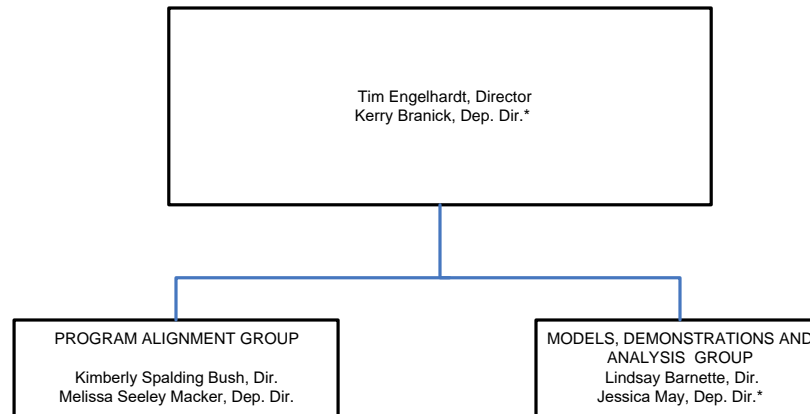 Tim Engelhardt, Director
Kerry Branick, Dep. Dir.*
PROGRAM ALIGNMENT GROUP
Kimberly Spalding Bush, Dir.
Melissa Seeley Macker, Dep. Dir.
MODELS, DEMONSTRATIONS AND
ANALYSIS GROUP
Lindsay Barnette, Dir.
Jessica May, Dep. Dir.*